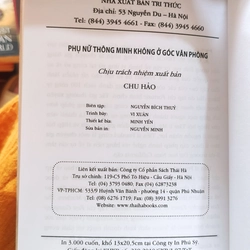 NHÀ XUẤT BẢN TRI THỨC
Địa chỉ: 53 Nguyễn Du – Hà Nội
Tel: (844) 3945 4661 - Fax: (844) 3945 4660
PHỤ NỮ THÔNG MINH KHÔNG Ở GÓC VĂN PHÒNG
Chịu trách nhiệm xuất bản
CHU HẢO
Biên tập: NGUYỄN BÍCH THUỶ
Trình bày: VI XUÂN
Thiết kế bìa: MINH YẾN
Sửa bản in: NGUYỄN MINH
Liên kết xuất bản: Công ty Cổ phần Sách Thái Hà
Trụ sở chính: 119-C5 Phố Tô Hiệu - Cầu Giấy - Hà Nội
Tel: (04) 3795 0480 Fax (04) 62873238
VP-TPHCM: 533/9 Huỳnh Văn Bánh - phường 14 - quận Phú Nhuận
Tel: (08) 6276 1719 Fax: (08) 3991 3276
Website: www.thaihabooks.com
In 3.000 cuốn, khổ 13x20,5cm tại Công ty In Phú Sỹ